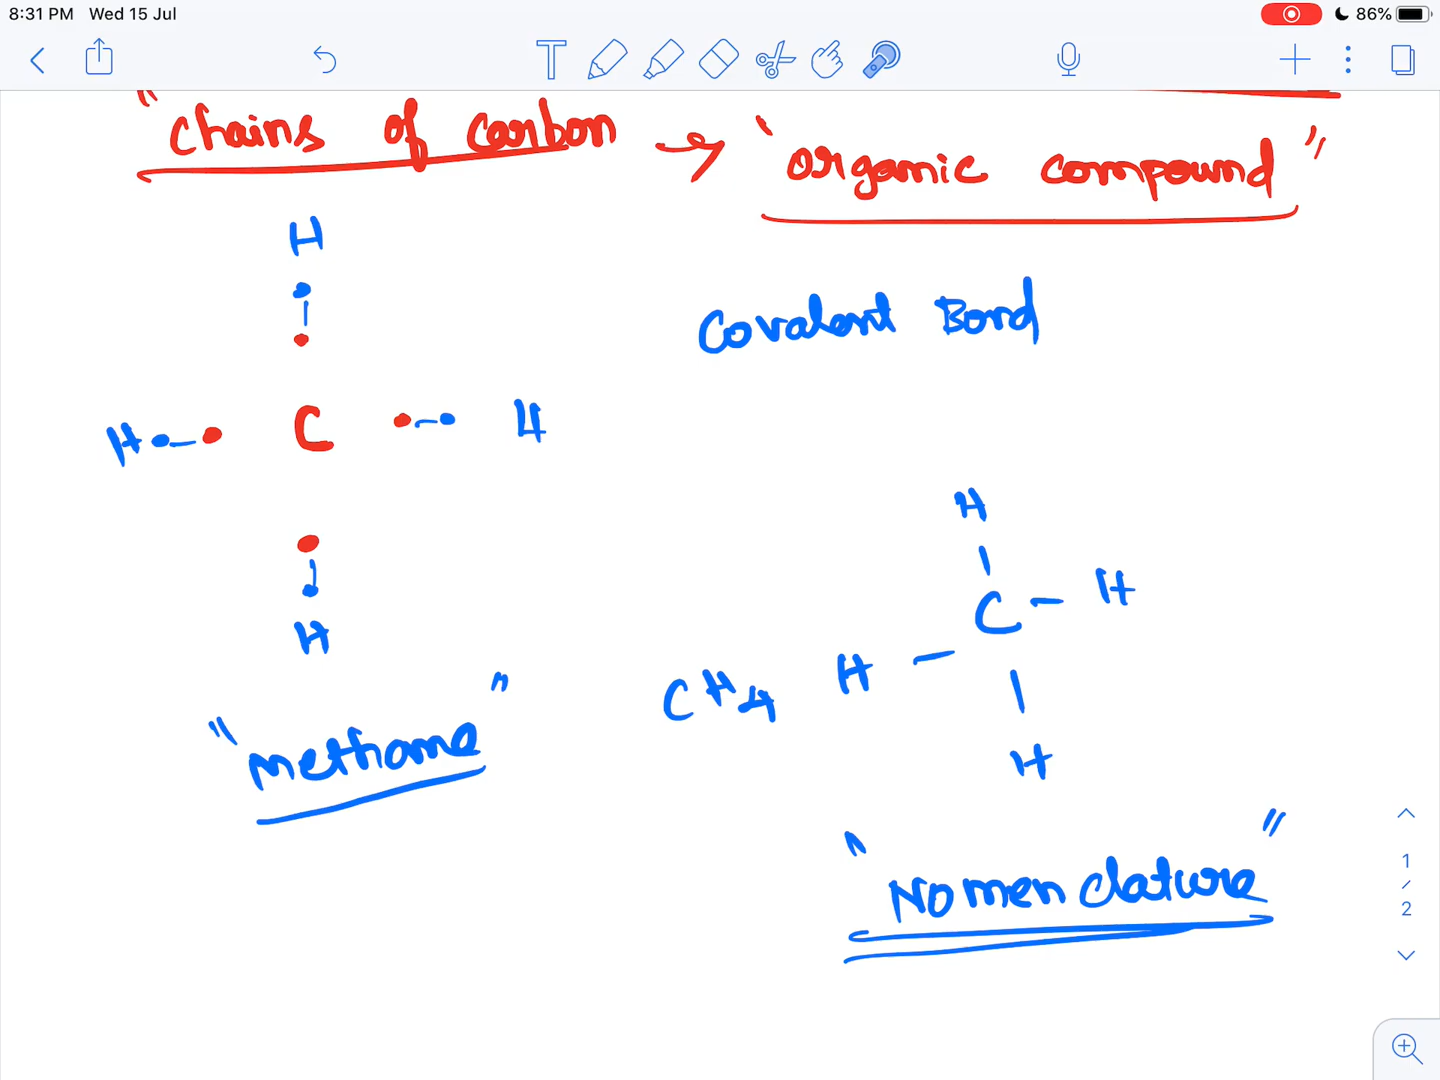 8:31 PM Wed 15 Jul 86%
T
"Chains of carbon → "organic compound"
H
Covalent Bond
H C H
H
H
C H
CH4 H
H
"methane"
"Nomenclature"
1
/
2